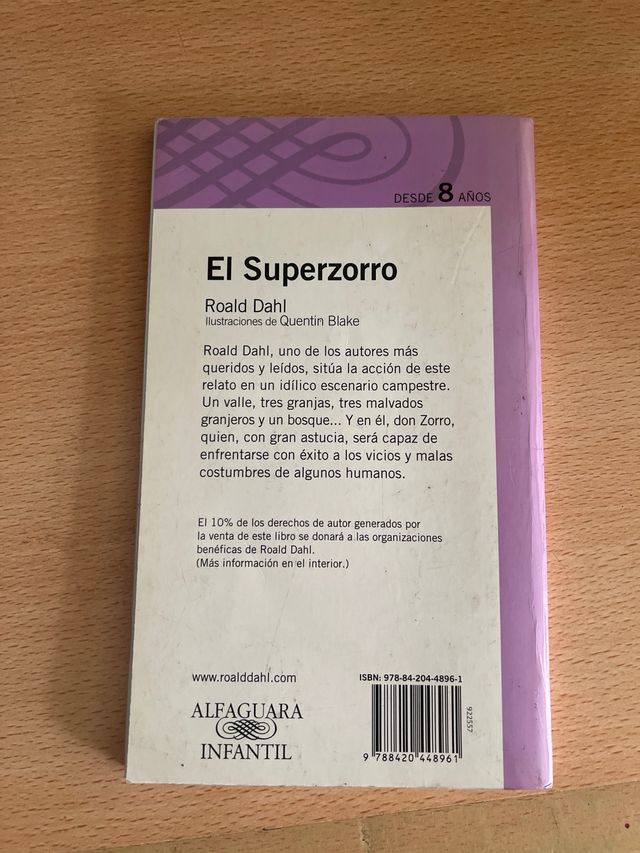 DESDE 8 AÑOS
El Superzorro
Roald Dahl
Ilustraciones de Quentin Blake
Roald Dahl, uno de los autores más
queridos y leídos, sitúa la acción de este
relato en un idílico escenario campestre.
Un valle, tres granjas, tres malvados
granjeros y un bosque... Y en él, don Zorro,
quien, con gran astucia, será capaz de
enfrentarse con éxito a los vicios y malas
costumbres de algunos humanos.
El 10% de los derechos de autor generados por
la venta de este libro se donará a las organizaciones
benéficas de Roald Dahl.
(Más información en el interior.)
www.roalddahl.com
ALFAGUARA
INFANTIL
ISBN: 978-84-204-4896-1
922557
9 788420 448961